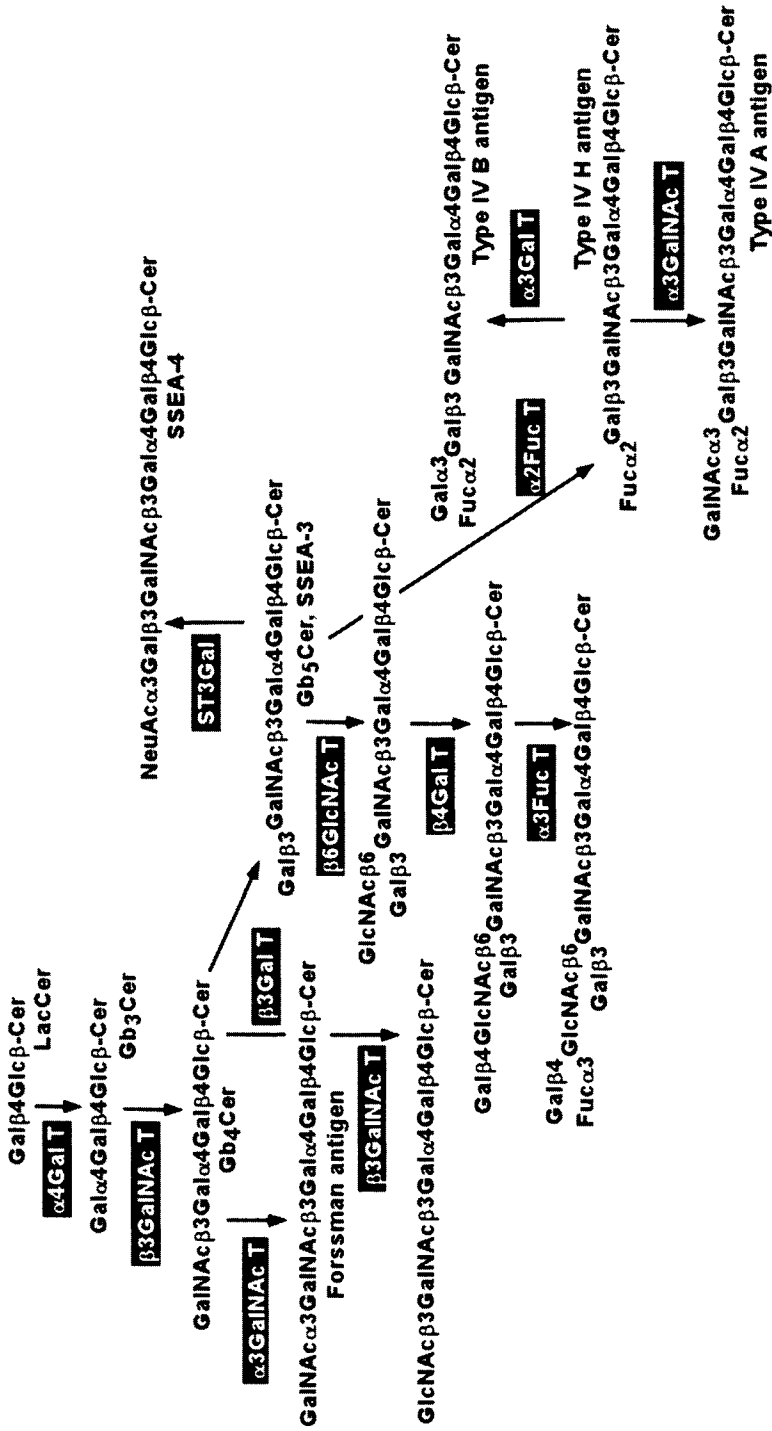 Galβ4Glcβ-Cer
LacCer
α4Gal T
Galα4Galβ4Glcβ-Cer
Gb3Cer
β3GalNAc T
GalNAcβ3Galα4Galβ4Glcβ-Cer
Gb4Cer
α3GalNAc T
GalNAcα3GalNAcβ3Galα4Galβ4Glcβ-Cer
Forssman antigen
β3GalNAc T
GlcNAcβ3GalNAcβ3Galα4Galβ4Glcβ-Cer
β3Gal T
NeuAcα3Galβ3GalNAcβ3Galα4Galβ4Glcβ-Cer
SSEA-4
ST3Gal
GalNAcβ3Galα4Galβ4Glcβ-Cer
Galβ3
Gb5Cer, SSEA-3
β6GlcNAc T
GlcNAcβ6
GalNAcβ3Galα4Galβ4Glcβ-Cer
Galβ3
β4Gal T
Galβ4GlcNAcβ6
GalNAcβ3Galα4Galβ4Glcβ-Cer
Galβ3
α3Fuc T
Galβ4
GlcNAcβ6
Fucα3
GalNAcβ3Galα4Galβ4Glcβ-Cer
Galβ3
α2Fuc T
Galα3
Galβ3 GalNAcβ3Galα4Galβ4Glcβ-Cer
Fucα2
Type IV B antigen
α3Gal T
Type IV H antigen
Galβ3GalNAcβ3Galα4Galβ4Glcβ-Cer
Fucα2
α3GalNAc T
GalNAcα3
Galβ3GalNAcβ3Galα4Galβ4Glcβ-Cer
Fucα2
Type IV A antigen